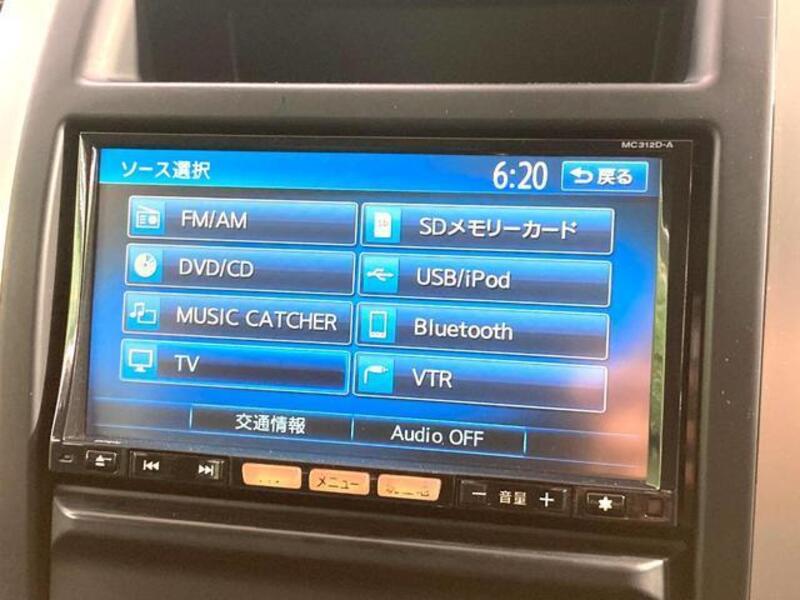 MC312D-A
ソース選択 6:20 戻る
FM/AM SDメモリーカード
DVD/CD USB/iPod
MUSIC CATCHER Bluetooth
TV VTR
交通情報 Audio OFF
メニュー − 音量 +